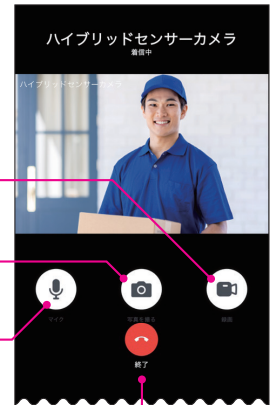 ハイブリッドセンサーカメラ
着信中
ハイブリッドセンサーカメラ
マイク
写真を撮る
録画
終了